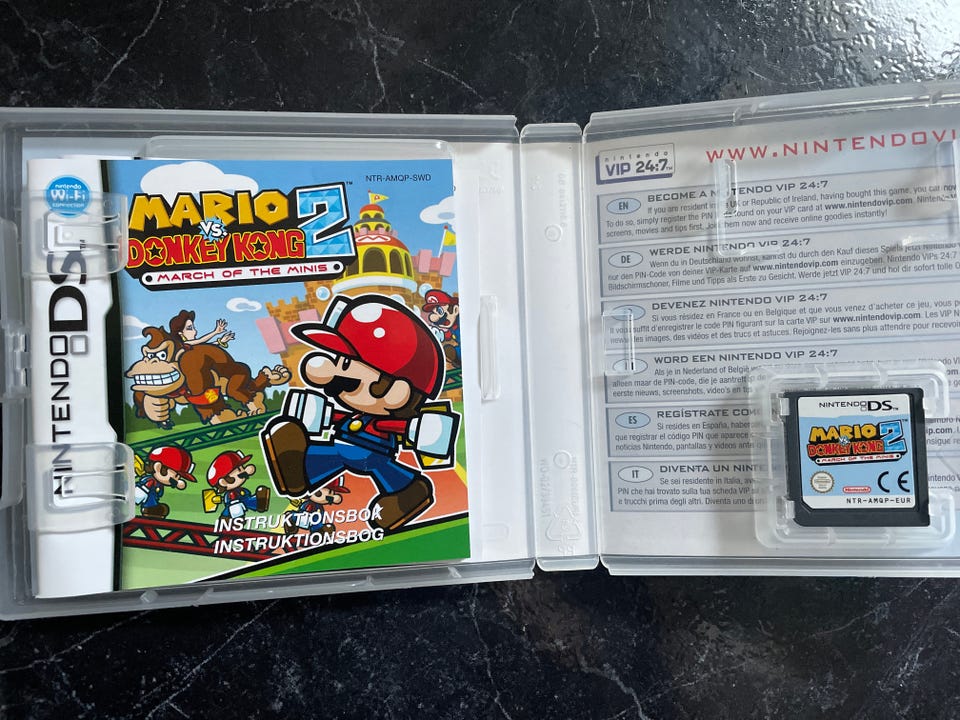 nintendo
Wi-Fi
connection
NTR-AMQP-SWD
MARIO
VS.
DONKEY KONG
2
MARCH OF THE MINIS
NINTENDO DS
INSTRUKTIONSBOK
INSTRUKTIONSBOG
nintendo
VIP 24:7
WWW.NINTENDOVI
EN
BECOME A NINTENDO VIP 24:7
If you are resident in UK or Republic of Ireland, having bought this game, you can now
To do so, simply register the PIN found on your VIP card at www.nintendovip.com.
screens, movies and tips first. Join them now and receive online goodies instantly!
DE
WERDE NINTENDO VIP 24:7
Wenn du in Deutschland wohnst, kannst du durch den Kauf dieses Spiels jetzt Nintendo
nur den PIN-Code von deiner VIP-Karte auf www.nintendovip.com einzugeben. Nintendo VIPs 24:7
Bildschirmschoner, Filme und Tipps als Erste zu Gesicht. Werde jetzt VIP 24:7 und hol dir sofort tolle
DEVENEZ NINTENDO VIP 24:7
Si vous résidez en France ou en Belgique et que vous venez d'acheter ce jeu, vous
Il vous suffit d'enregistrer le code PIN figurant sur la carte VIP sur www.nintendovip.com. Les VIP
des images, des vidéos et des trucs et astuces. Rejoignez-les sans plus attendre pour recevoir
WORD EEN NINTENDO VIP 24:7
Als je in Nederland of België
alleen maar de PIN-code, die je aantreft op
eerste nieuws, screenshots, video's en
ES
REGÍSTRATE COM
Si resides en España, haber
que registrar el código PIN que aparece
noticias Nintendo, pantallas y vídeos antes
IT
DIVENTA UN NINTE
Se sei residente in Italia,
PIN che hai trovato sulla tua scheda VIP
e trucchi prima degli altri. Diventa uno
NINTENDO DS
MARIO
VS.
DONKEY KONG
2
MARCH OF THE MINIS
Nintendo
CE
NTR-AMQP-EUR